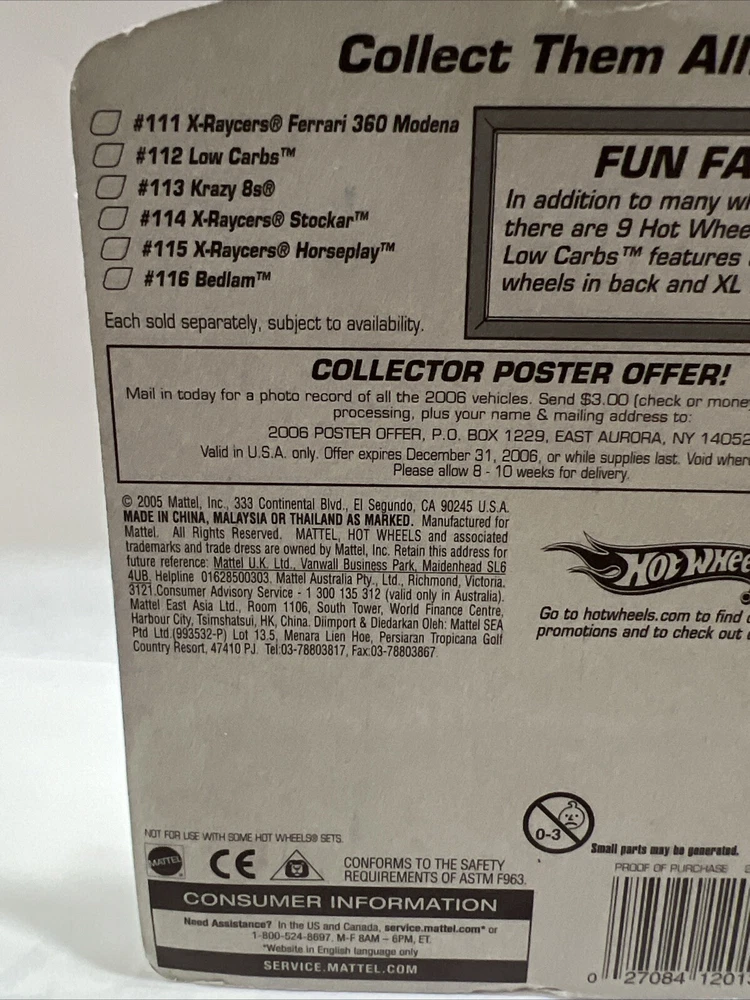 Collect Them All
#111 X-Raycers® Ferrari 360 Modena
#112 Low Carbs™
#113 Krazy 8s®
#114 X-Raycers® Stockar™
#115 X-Raycers® Horseplay™
#116 Bedlam™
Each sold separately, subject to availability.
FUN FA
In addition to many wh
there are 9 Hot Whee
Low Carbs™ features
wheels in back and XL
COLLECTOR POSTER OFFER!
Mail in today for a photo record of all the 2006 vehicles. Send $3.00 (check or mone
processing, plus your name & mailing address to:
2006 POSTER OFFER, P.O. BOX 1229, EAST AURORA, NY 14052
Valid in U.S.A. only. Offer expires December 31, 2006, or while supplies last. Void wher
Please allow 8 - 10 weeks for delivery.
© 2005 Mattel, Inc., 333 Continental Blvd., El Segundo, CA 90245 U.S.A.
MADE IN CHINA, MALAYSIA OR THAILAND AS MARKED. Manufactured for
Mattel. All Rights Reserved. MATTEL, HOT WHEELS and associated
trademarks and trade dress are owned by Mattel, Inc. Retain this address for
future reference: Mattel U.K. Ltd., Vanwall Business Park, Maidenhead SL6
4UB. Helpline 01628500303. Mattel Australia Pty., Ltd., Richmond, Victoria.
3121.Consumer Advisory Service - 1 300 135 312 (valid only in Australia).
Mattel East Asia Ltd., Room 1106, South Tower, World Finance Centre,
Harbour City, Tsimshatsui, HK, China. Diimport & Diedarkan Oleh: Mattel SEA
Ptd Ltd.(993532-P) Lot 13.5, Menara Lien Hoe, Persiaran Tropicana Golf
Country Resort, 47410 PJ. Tel:03-78803817, Fax:03-78803867.
HOT WHEE
Go to hotwheels.com to find
promotions and to check out
0-3
Small parts may be generated.
NOT FOR USE WITH SOME HOT WHEELS® SETS.
MATTEL
CE
CONFORMS TO THE SAFETY
REQUIREMENTS OF ASTM F963.
CONSUMER INFORMATION
Need Assistance? In the US and Canada, service.mattel.com* or
1-800-524-8697, M-F 8AM – 6PM, ET.
*Website in English language only
SERVICE.MATTEL.COM
PROOF OF PURCHASE
0 27084 1201